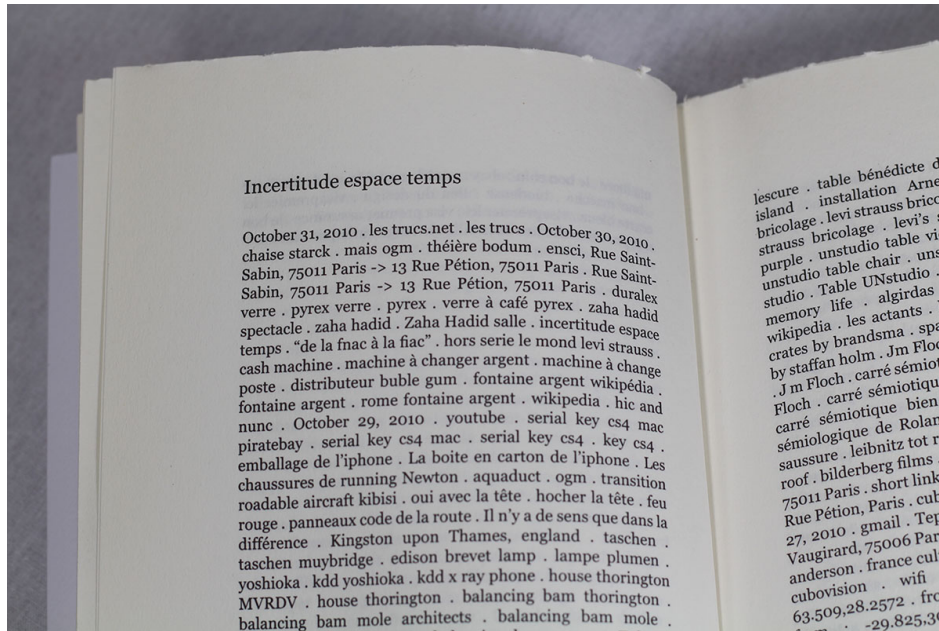 Incertitude espace temps
October 31, 2010 . les trucs.net . les trucs . October 30, 2010 .
chaise starck . mais ogm . théière bodum . ensci, Rue Saint-
Sabin, 75011 Paris -> 13 Rue Pétion, 75011 Paris . Rue Saint-
Sabin, 75011 Paris -> 13 Rue Pétion, 75011 Paris . duralex
verre . pyrex verre . pyrex . verre à café pyrex . zaha hadid
spectacle . zaha hadid . Zaha Hadid salle . incertitude espace
temps . “de la fnac à la fiac” . hors serie le mond levi strauss .
cash machine . machine à changer argent . machine à change
poste . distributeur buble gum . fontaine argent wikipédia .
fontaine argent . rome fontaine argent . wikipedia . hic and
nunc . October 29, 2010 . youtube . serial key cs4 mac
piratebay . serial key cs4 mac . serial key cs4 . key cs4 .
emballage de l'iphone . La boite en carton de l'iphone . Les
chaussures de running Newton . aquaduct . ogm . transition
roadable aircraft kibisi . oui avec la tête . hocher la tête . feu
rouge . panneaux code de la route . Il n'y a de sens que dans la
différence . Kingston upon Thames, england . taschen .
taschen muybridge . edison brevet lamp . lampe plumen .
yoshioka . kdd yoshioka . kdd x ray phone . house thorington
MVRDV . house thorington . balancing bam thorington .
balancing bam mole architects . balancing bam mole .
lescure . table bénédicte
island . installation
bricolage . levi strauss
strauss bricolage . levi's
purple . unstudio table
unstudio table chair .
studio . Table UNstudio .
memory life . algirdas
wikipedia . les actants .
crates by brandsma .
by staffan holm . Jm
. J m Floch . carré
Floch . carré sémiotique
carré sémiotique bien
sémiologique de
saussure . leibnitz tot
roof . bilderberg films
75011 Paris . short
Rue Pétion, Paris .
27, 2010 . gmail .
Vaugirard, 75006
anderson . france
cubovision . wifi
63.509,28.2572 .